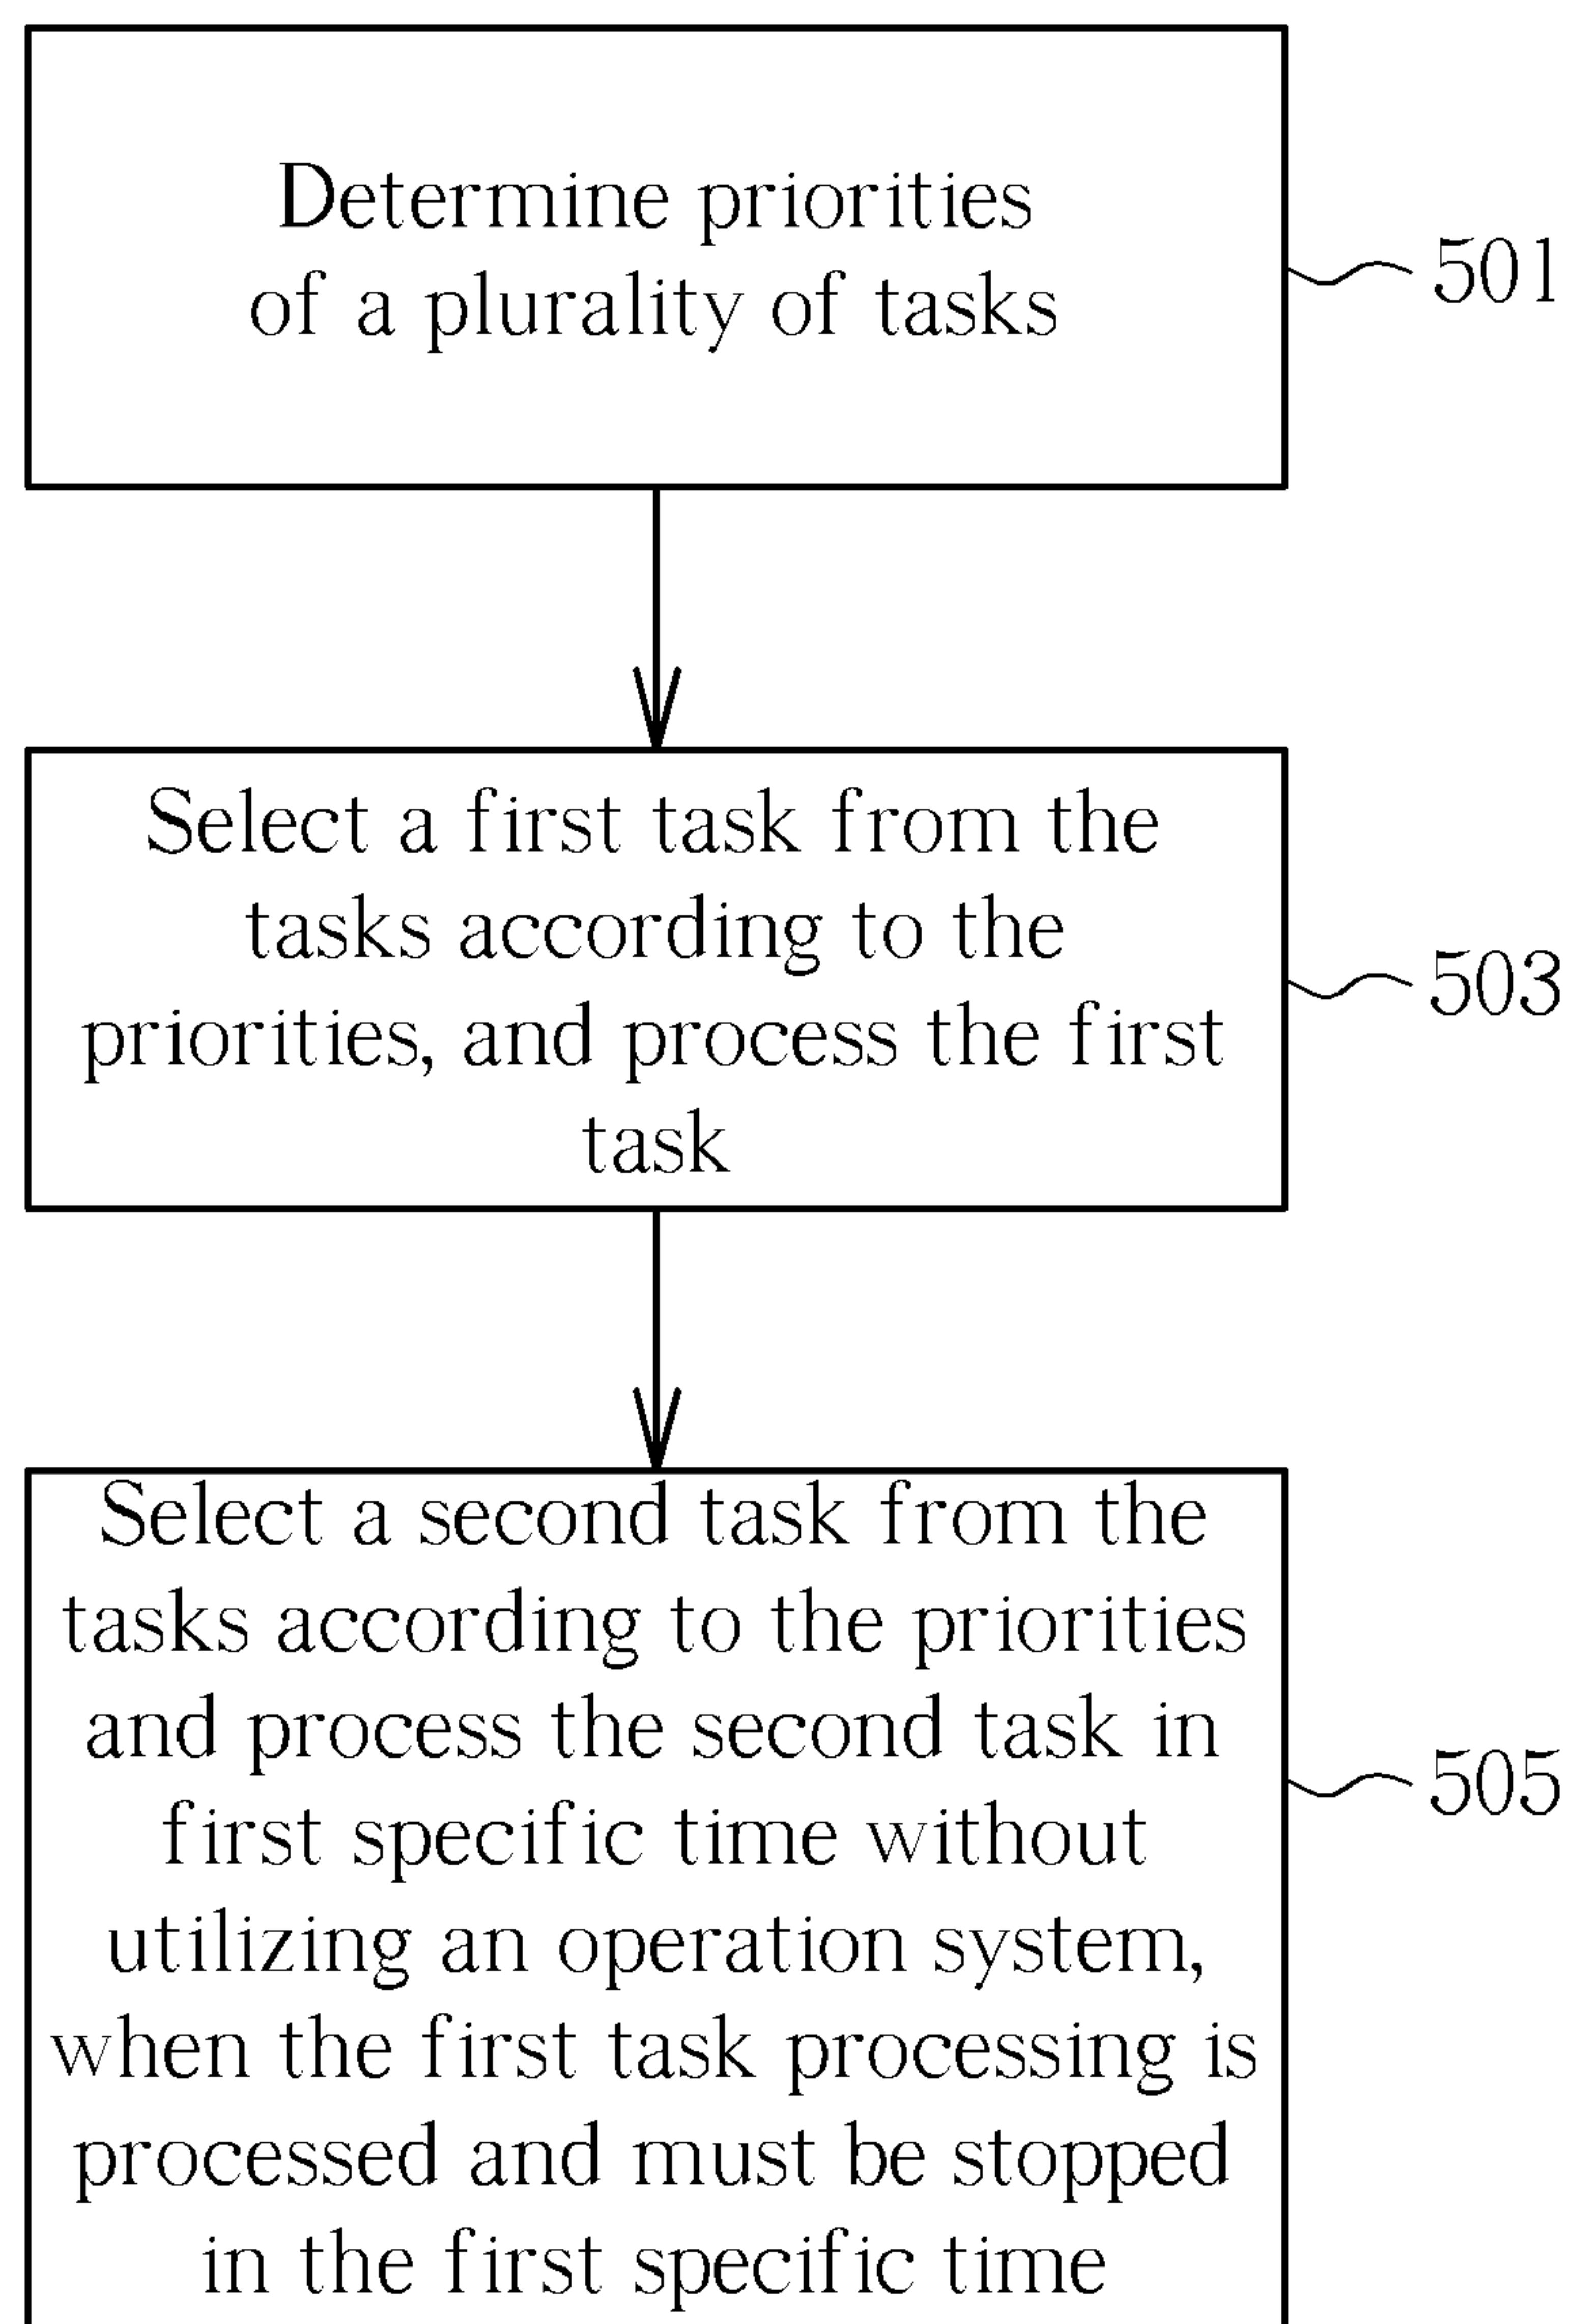 Determine priorities
of a plurality of tasks
501
Select a first task from the
tasks according to the
priorities, and process the first
task
503
Select a second task from the
tasks according to the priorities
and process the second task in
first specific time without
utilizing an operation system,
when the first task processing is
processed and must be stopped
in the first specific time
505